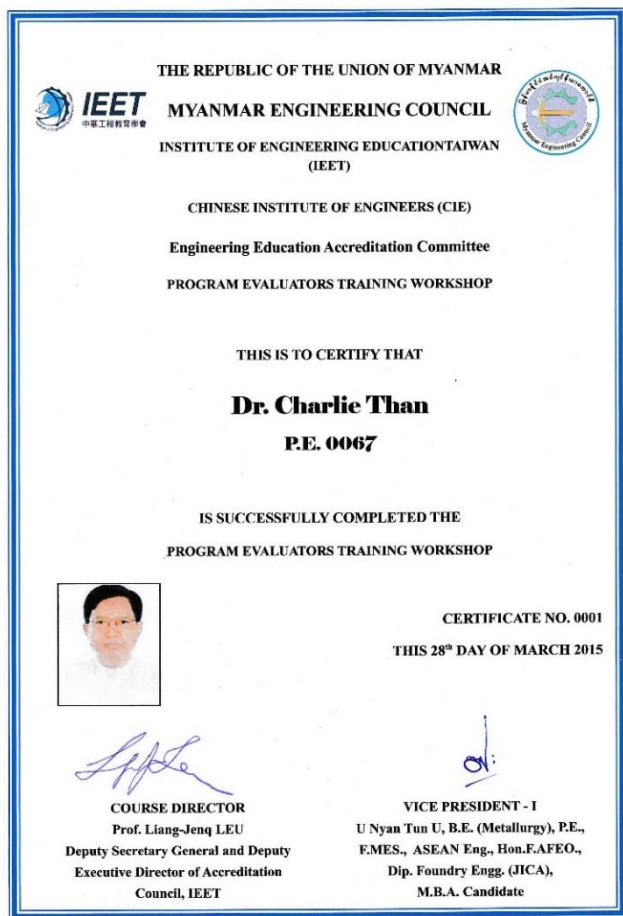 THE REPUBLIC OF THE UNION OF MYANMAR
IEET
中華工程教育學會
MYANMAR ENGINEERING COUNCIL
Myanmar Engineering Council
INSTITUTE OF ENGINEERING EDUCATIONTAIWAN
(IEET)
CHINESE INSTITUTE OF ENGINEERS (CIE)
Engineering Education Accreditation Committee
PROGRAM EVALUATORS TRAINING WORKSHOP
THIS IS TO CERTIFY THAT
Dr. Charlie Than
P.E. 0067
IS SUCCESSFULLY COMPLETED THE
PROGRAM EVALUATORS TRAINING WORKSHOP
CERTIFICATE NO. 0001
THIS 28th DAY OF MARCH 2015
COURSE DIRECTOR
Prof. Liang-Jenq LEU
Deputy Secretary General and Deputy
Executive Director of Accreditation
Council, IEET
VICE PRESIDENT - I
U Nyan Tun U, B.E. (Metallurgy), P.E.,
F.MES., ASEAN Eng., Hon.F.AFEO.,
Dip. Foundry Engg. (JICA),
M.B.A. Candidate